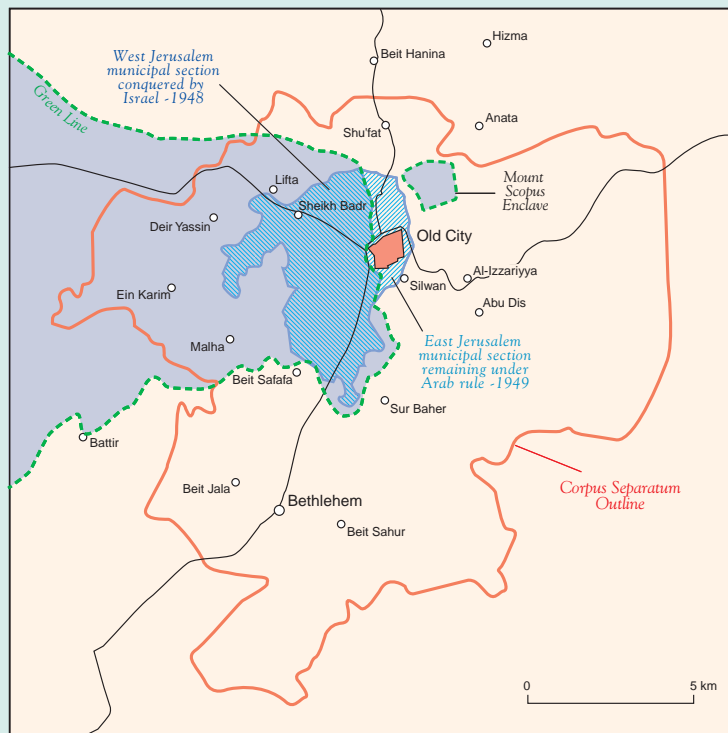 Hizma
Beit Hanina
West Jerusalem
municipal section
conquered by
Israel -1948
Green Line
Anata
Shu'fat
Mount
Scopus
Enclave
Lifta
Sheikh Badr
Deir Yassin
Old City
Al-Izzariyya
Silwan
Ein Karim
Abu Dis
Malha
East Jerusalem
municipal section
remaining under
Arab rule -1949
Beit Safafa
Sur Baher
Battir
Beit Jala
Corpus Separatum
Outline
Bethlehem
Beit Sahur
0
5 km